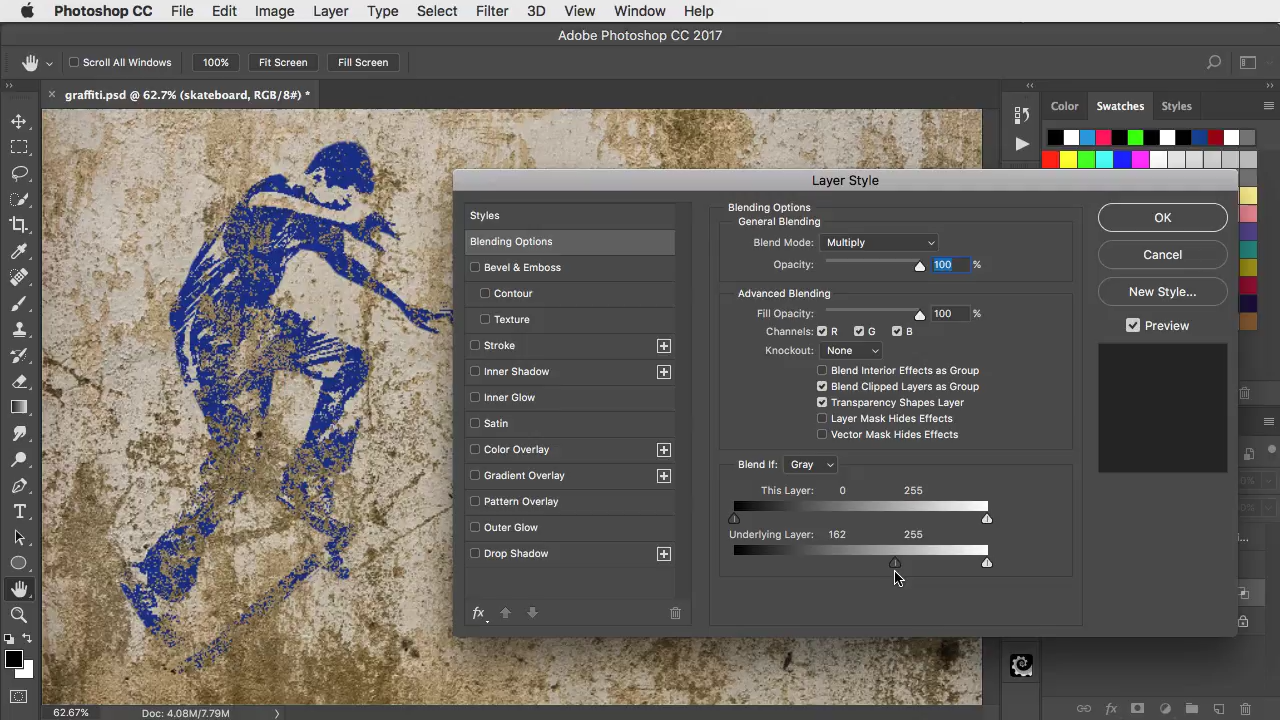 Photoshop CC File Edit Image Layer Type Select Filter 3D View Window Help
Adobe Photoshop CC 2017
Scroll All Windows 100% Fit Screen Fill Screen
graffiti.psd @ 62.7% (skateboard, RGB/8#) *
Color Swatches Styles
Layer Style
Styles
Blending Options
Bevel & Emboss
Contour
Texture
Stroke
Inner Shadow
Inner Glow
Satin
Color Overlay
Gradient Overlay
Pattern Overlay
Outer Glow
Drop Shadow
fx
Blending Options
General Blending
Blend Mode: Multiply
Opacity: 100 %
Advanced Blending
Fill Opacity: 100 %
Channels: R G B
Knockout: None
Blend Interior Effects as Group
Blend Clipped Layers as Group
Transparency Shapes Layer
Layer Mask Hides Effects
Vector Mask Hides Effects
Blend If: Gray
This Layer: 0 255
Underlying Layer: 162 255
OK
Cancel
New Style...
Preview
62.67% Doc: 4.08M/7.79M
fx